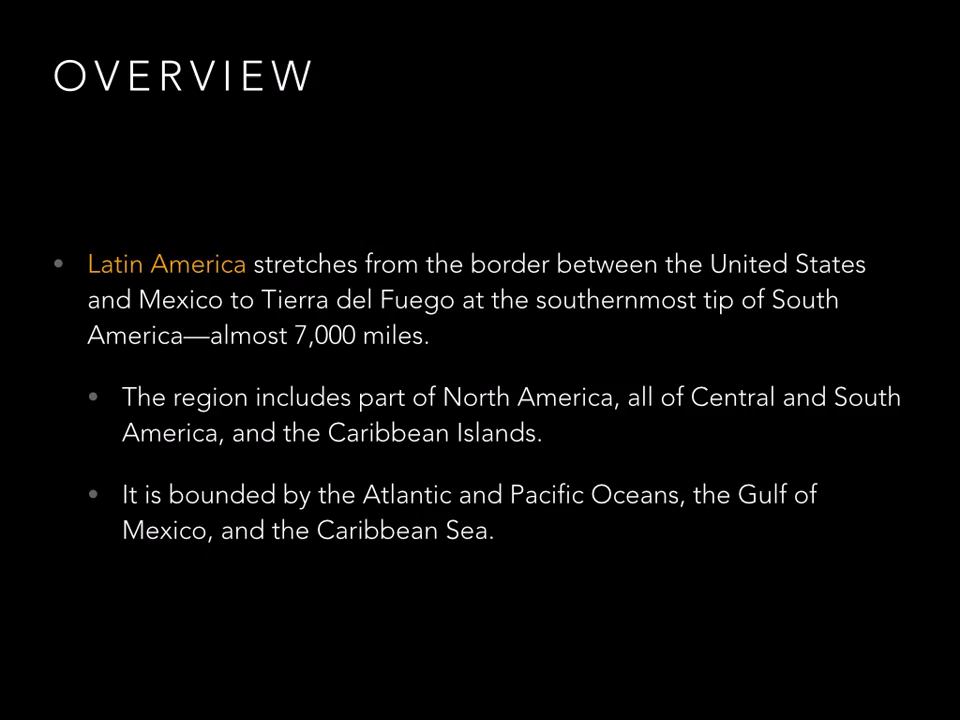 OVERVIEW
• Latin America stretches from the border between the United States
and Mexico to Tierra del Fuego at the southernmost tip of South
America—almost 7,000 miles.
• The region includes part of North America, all of Central and South
America, and the Caribbean Islands.
• It is bounded by the Atlantic and Pacific Oceans, the Gulf of
Mexico, and the Caribbean Sea.